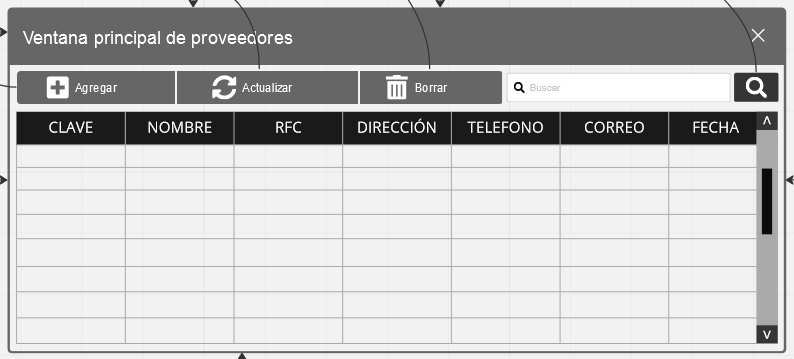 Ventana principal de proveedores
Agregar Actualizar Borrar Buscar
CLAVE NOMBRE RFC DIRECCIÓN TELEFONO CORREO FECHA